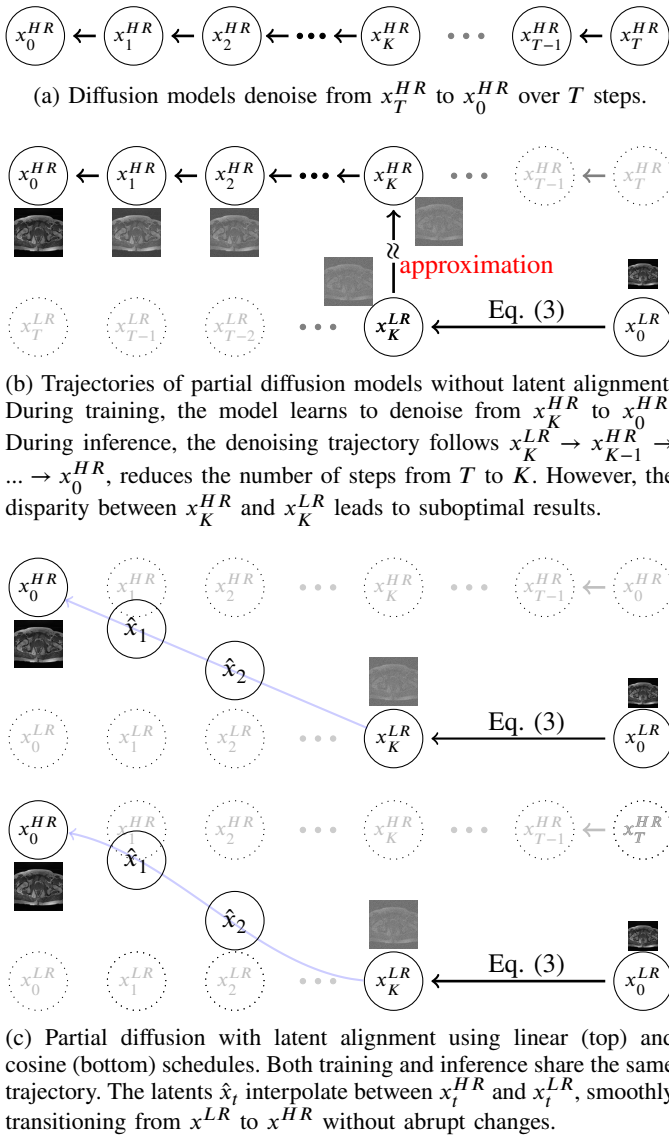 x_0^{HR} ← x_1^{HR} ← x_2^{HR} ← ••• ← x_K^{HR} ••• x_{T-1}^{HR} ← x_T^{HR}
(a) Diffusion models denoise from x_T^{HR} to x_0^{HR} over T steps.
x_0^{HR} ← x_1^{HR} ← x_2^{HR} ← ••• ← x_K^{HR} ••• x_{T-1}^{HR} ← x_T^{HR}
≈ approximation
x_T^{LR} x_{T-1}^{LR} x_{T-2}^{LR} ••• x_K^{LR} ← Eq. (3) x_0^{LR}
(b) Trajectories of partial diffusion models without latent alignment
During training, the model learns to denoise from x_K^{HR} to x_0^{HR}
During inference, the denoising trajectory follows x_K^{LR} → x_{K-1}^{HR} →
... → x_0^{HR}, reduces the number of steps from T to K. However, the
disparity between x_K^{HR} and x_K^{LR} leads to suboptimal results.
x_0^{HR} x_1^{HR} x_2^{HR} ••• x_K^{HR} ••• x_{T-1}^{HR} ← x_0^{HR}
x̂_1
x̂_2
x_0^{LR} x_1^{LR} x_2^{LR} ••• x_K^{LR} ← Eq. (3) x_0^{LR}
x_0^{HR} x_1^{HR} x_2^{HR} ••• x_K^{HR} ••• x_{T-1}^{HR} ← x_T^{HR}
x̂_1
x̂_2
x_0^{LR} x_1^{LR} x_2^{LR} ••• x_K^{LR} ← Eq. (3) x_0^{LR}
(c) Partial diffusion with latent alignment using linear (top) and
cosine (bottom) schedules. Both training and inference share the same
trajectory. The latents x̂_t interpolate between x_t^{HR} and x_t^{LR}, smoothly
transitioning from x^{LR} to x^{HR} without abrupt changes.